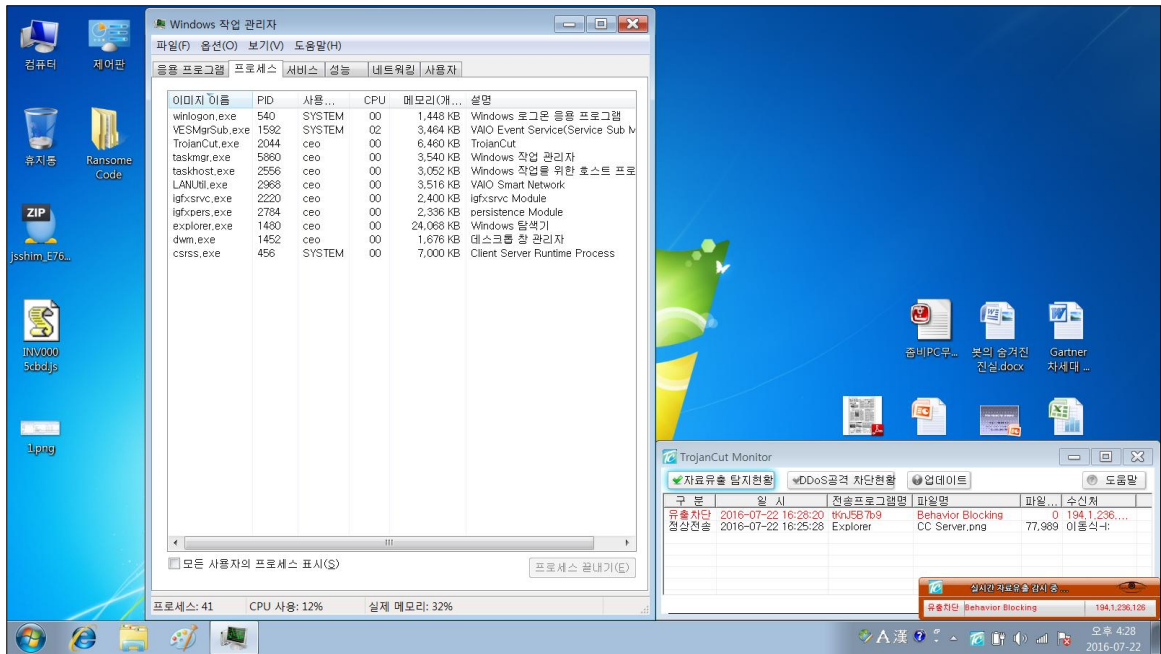 컴퓨터
제어판
휴지통
Ransome
Code
ZIP
jsshim_E76...
INV000
5cbd.js
1.png
Windows 작업 관리자
파일(F) 옵션(O) 보기(V) 도움말(H)
응용 프로그램 프로세스 서비스 성능 네트워킹 사용자
이미지 이름 PID 사용... CPU 메모리(개... 설명
winlogon.exe 540 SYSTEM 00 1,448 KB Windows 로그온 응용 프로그램
VESMgrSub.exe 1592 SYSTEM 02 3,464 KB VAIO Event Service(Service Sub M
TrojanCut.exe 2044 ceo 00 6,460 KB TrojanCut
taskmgr.exe 5860 ceo 00 3,540 KB Windows 작업 관리자
taskhost.exe 2556 ceo 00 3,052 KB Windows 작업을 위한 호스트 프로
LANUtil.exe 2968 ceo 00 3,516 KB VAIO Smart Network
igfxsrvc.exe 2220 ceo 00 2,400 KB igfxsrvc Module
igfxpers.exe 2784 ceo 00 2,336 KB persistence Module
explorer.exe 1480 ceo 00 24,068 KB Windows 탐색기
dwm.exe 1452 ceo 00 1,676 KB 데스크톱 창 관리자
csrss.exe 456 SYSTEM 00 7,000 KB Client Server Runtime Process
모든 사용자의 프로세스 표시(S)
프로세스 끝내기(E)
프로세스: 41 CPU 사용: 12% 실제 메모리: 32%
좀비PC무...
봇의 숨겨진
진실.docx
Gartner
차세대 ...
TrojanCut Monitor
자료유출 탐지현황 DDoS공격 차단현황 업데이트 도움말
구 분 일 시 전송프로그램명 파일명 파일... 수신처
유출차단 2016-07-22 16:28:20 tKnJ5B7b9 Behavior Blocking 0 194,1,236,...
정상전송 2016-07-22 16:25:28 Explorer CC Server.png 77,989 이동식-I:
실시간 자료유출 감시 중 ...
유출차단 Behavior Blocking 194,1,236,126
A 漢
오후 4:28
2016-07-22